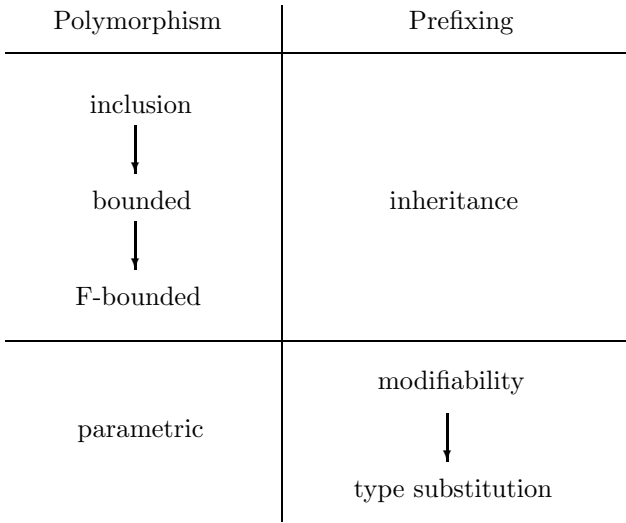 Polymorphism
Prefixing
inclusion
bounded
inheritance
F-bounded
modifiability
parametric
type substitution